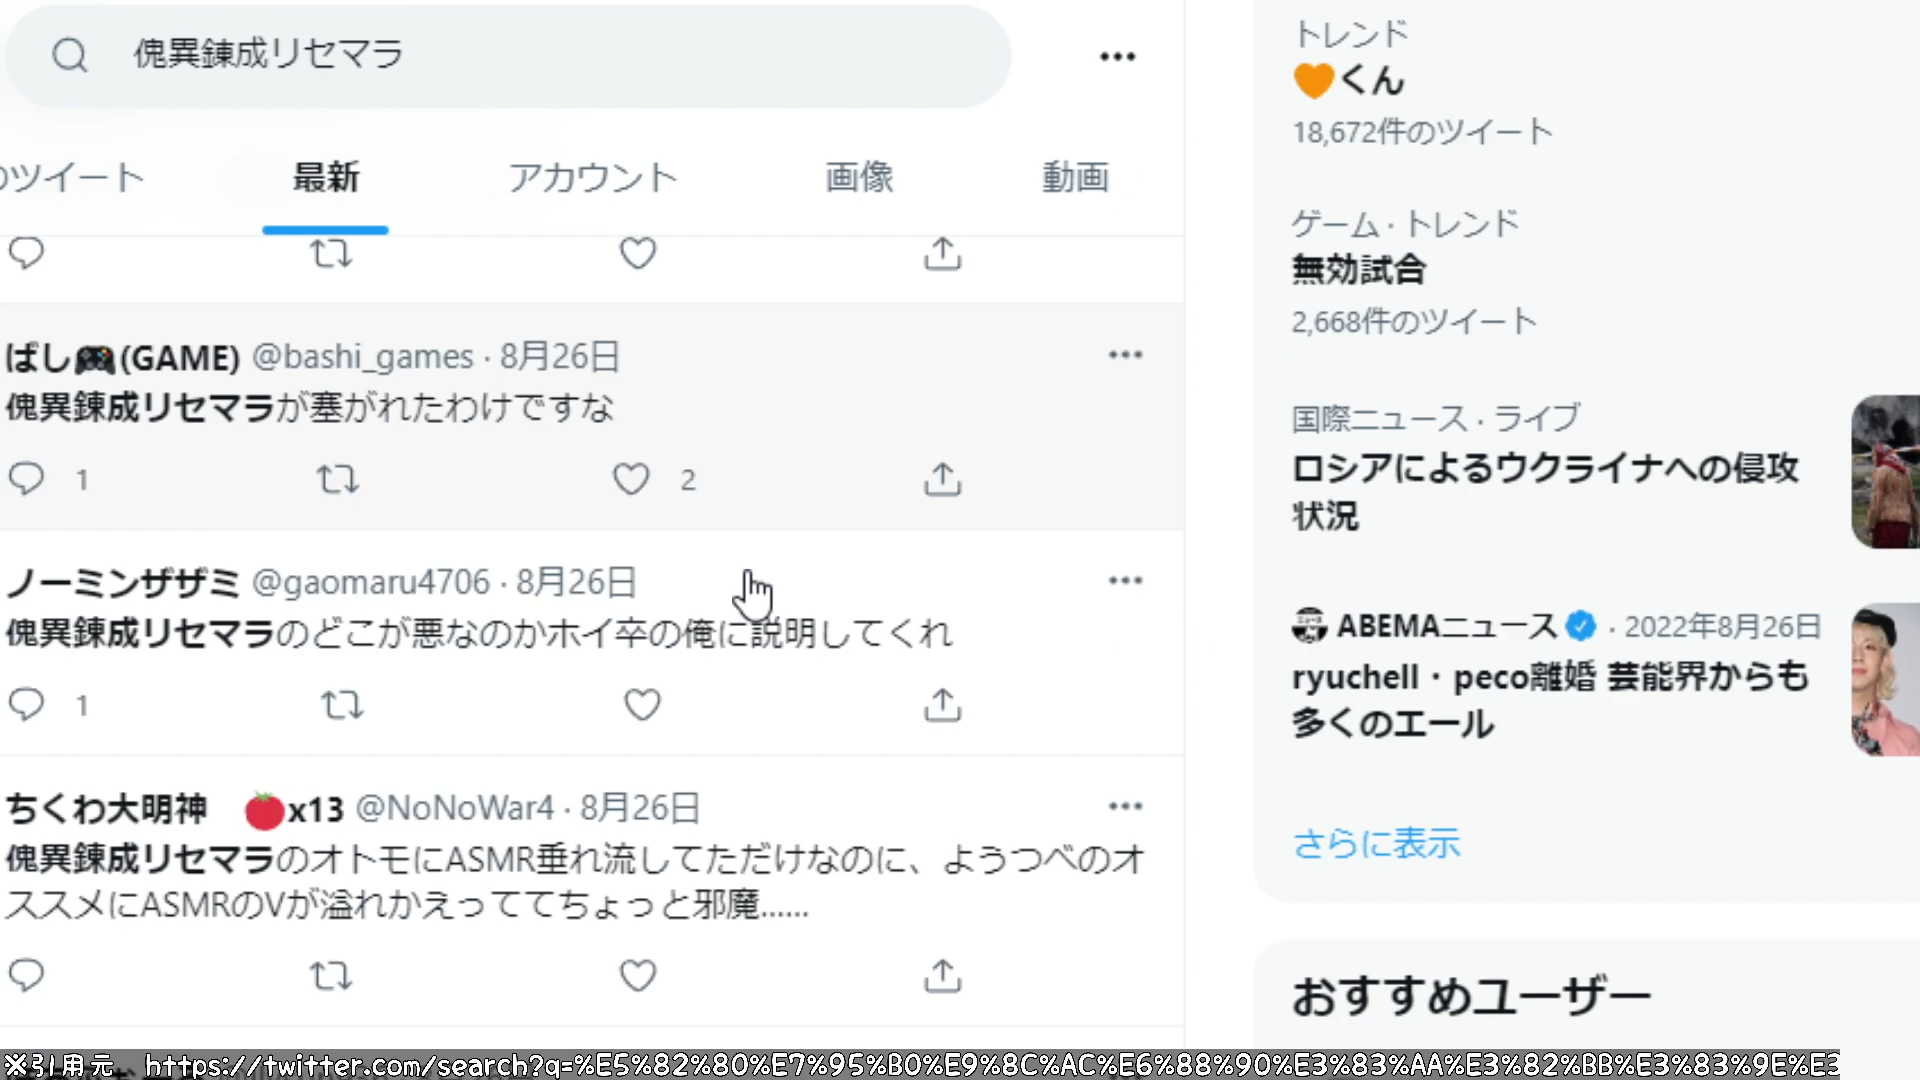 傀異錬成リセマラ
のツイート 最新 アカウント 画像 動画
ばし🎮(GAME) @bashi_games · 8月26日
傀異錬成リセマラが塞がれたわけですな
1 2
ノーミンザザミ @gaomaru4706 · 8月26日
傀異錬成リセマラのどこが悪なのかホイ卒の俺に説明してくれ
1
ちくわ大明神 🍅x13 @NoNoWar4 · 8月26日
傀異錬成リセマラのオトモにASMR垂れ流してただけなのに、ようつべのオ
ススメにASMRのVが溢れかえっててちょっと邪魔......
トレンド
🧡くん
18,672件のツイート
ゲーム · トレンド
無効試合
2,668件のツイート
国際ニュース · ライブ
ロシアによるウクライナへの侵攻
状況
ABEMAニュース · 2022年8月26日
ryuchell・peco離婚 芸能界からも
多くのエール
さらに表示
おすすめユーザー
※引用元 https://twitter.com/search?q=%E5%82%80%E7%95%B0%E9%8C%AC%E6%88%90%E3%83%AA%E3%82%BB%E3%83%9E%E3